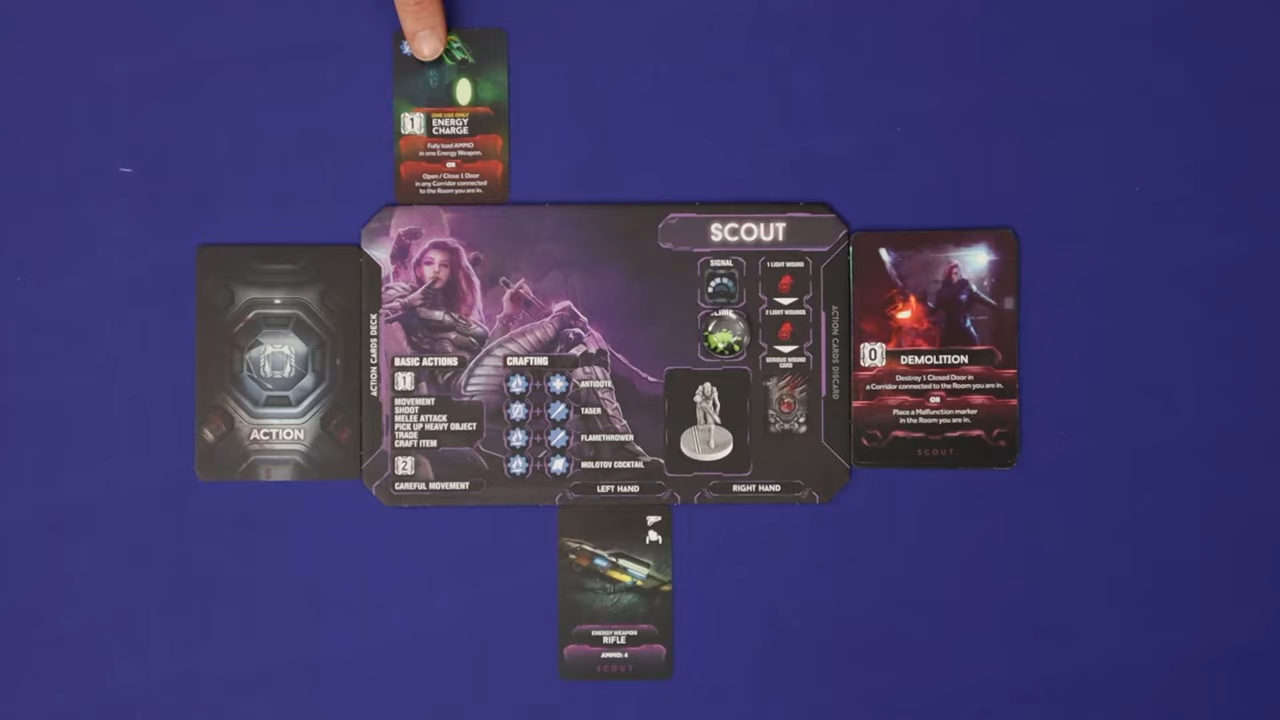 1
ONE USE ONLY
ENERGY
CHARGE
Fully load AMMO
in one Energy Weapon.
OR
Open / Close 1 Door
in any Corridor connected
to the Room you are in.
SCOUT
SIGNAL
1 LIGHT WOUND
2 LIGHT WOUNDS
SERIOUS WOUND
CARD
ACTION CARDS DECK
ACTION
BASIC ACTIONS
1
MOVEMENT
SHOOT
MELEE ATTACK
PICK UP HEAVY OBJECT
TRADE
CRAFT ITEM
2
CAREFUL MOVEMENT
CRAFTING
+ ANTIDOTE
+ TASER
+ FLAMETHROWER
+ MOLOTOV COCKTAIL
LEFT HAND
RIGHT HAND
ACTION CARDS DISCARD
0
DEMOLITION
Destroy 1 Closed Door in
a Corridor connected to the Room you are in.
OR
Place a Malfunction marker
in the Room you are in.
SCOUT
ENERGY WEAPON
RIFLE
AMMO: 4
SCOUT